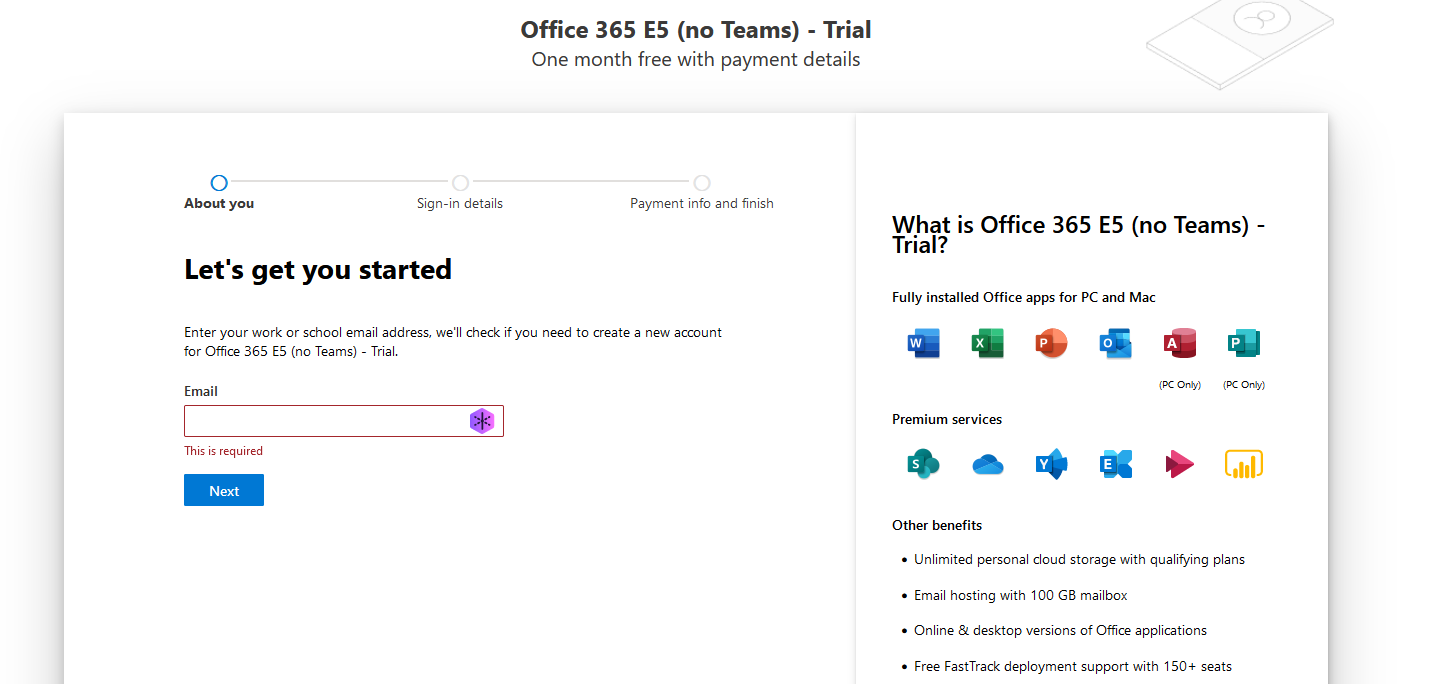 Office 365 E5 (no Teams) - Trial
One month free with payment details
About you
Sign-in details
Payment info and finish
Let's get you started
Enter your work or school email address, we'll check if you need to create a new account
for Office 365 E5 (no Teams) - Trial.
Email
This is required
Next
What is Office 365 E5 (no Teams) -
Trial?
Fully installed Office apps for PC and Mac
W X P O A P
(PC Only) (PC Only)
Premium services
S Y E
Other benefits
• Unlimited personal cloud storage with qualifying plans
• Email hosting with 100 GB mailbox
• Online & desktop versions of Office applications
• Free FastTrack deployment support with 150+ seats